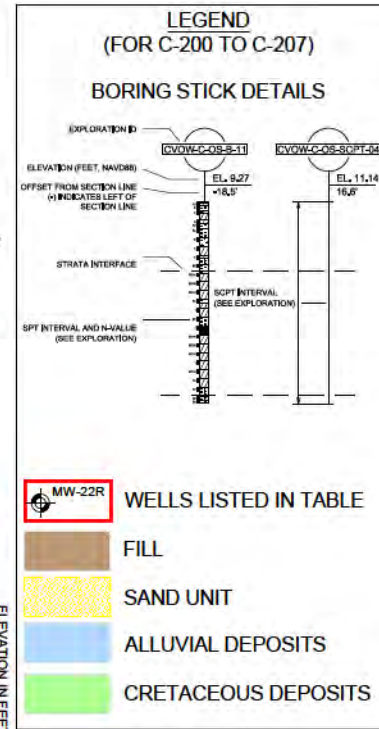 LEGEND
(FOR C-200 TO C-207)
BORING STICK DETAILS
EXPLORATION ID
CVOW-C-OS-B-11
CVOW-C-OS-SCPT-04
ELEVATION (FEET, NAVD88)
EL. 9.27
EL. 11.14
OFFSET FROM SECTION LINE
(-) INDICATES LEFT OF
SECTION LINE
-18.5'
16.6'
STRATA INTERFACE
SCPT INTERVAL
(SEE EXPLORATION)
SPT INTERVAL AND N-VALUE
(SEE EXPLORATION)
MW-22R
WELLS LISTED IN TABLE
FILL
SAND UNIT
ALLUVIAL DEPOSITS
CRETACEOUS DEPOSITS
ELEVATION IN FEET